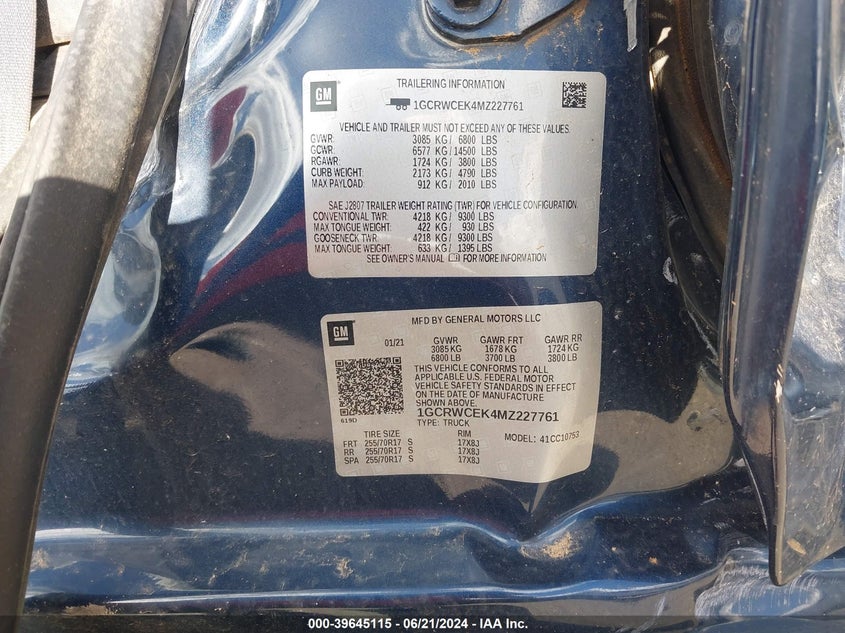 GM
TRAILERING INFORMATION
1GCRWCEK4MZ227761
VEHICLE AND TRAILER MUST NOT EXCEED ANY OF THESE VALUES.
GVWR: 3085 KG / 6800 LBS
GCWR: 6577 KG / 14500 LBS
RGAWR: 1724 KG / 3800 LBS
CURB WEIGHT: 2173 KG / 4790 LBS
MAX PAYLOAD: 912 KG / 2010 LBS
SAE J2807 TRAILER WEIGHT RATING (TWR) FOR VEHICLE CONFIGURATION
CONVENTIONAL TWR: 4218 KG / 9300 LBS
MAX TONGUE WEIGHT: 422 KG / 930 LBS
GOOSENECK TWR: 4218 KG / 9300 LBS
MAX TONGUE WEIGHT: 633 KG / 1395 LBS
SEE OWNER'S MANUAL FOR MORE INFORMATION
GM
MFD BY GENERAL MOTORS LLC
01/21 GVWR GAWR FRT GAWR RR
3085 KG 1678 KG 1724 KG
6800 LB 3700 LB 3800 LB
THIS VEHICLE CONFORMS TO ALL
APPLICABLE U.S. FEDERAL MOTOR
VEHICLE SAFETY STANDARDS IN EFFECT
ON THE DATE OF MANUFACTURE
SHOWN ABOVE.
1GCRWCEK4MZ227761
619D TYPE: TRUCK
TIRE SIZE RIM MODEL: 41CC10753
FRT 255/70R17 S 17X8J
RR 255/70R17 S 17X8J
SPA 255/70R17 S 17X8J
000-39645115 - 06/21/2024 - IAA Inc.